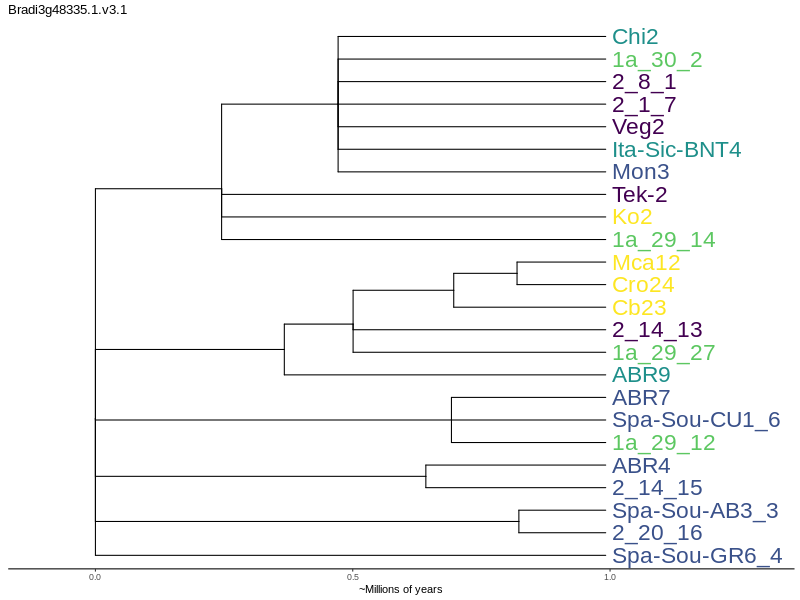 Bradi3g48335.1.v3.1
Chi2
1a_30_2
2_8_1
2_1_7
Veg2
Ita-Sic-BNT4
Mon3
Tek-2
Ko2
1a_29_14
Mca12
Cro24
Cb23
2_14_13
1a_29_27
ABR9
ABR7
Spa-Sou-CU1_6
1a_29_12
ABR4
2_14_15
Spa-Sou-AB3_3
2_20_16
Spa-Sou-GR6_4
0.0 0.5 1.0
~Millions of years